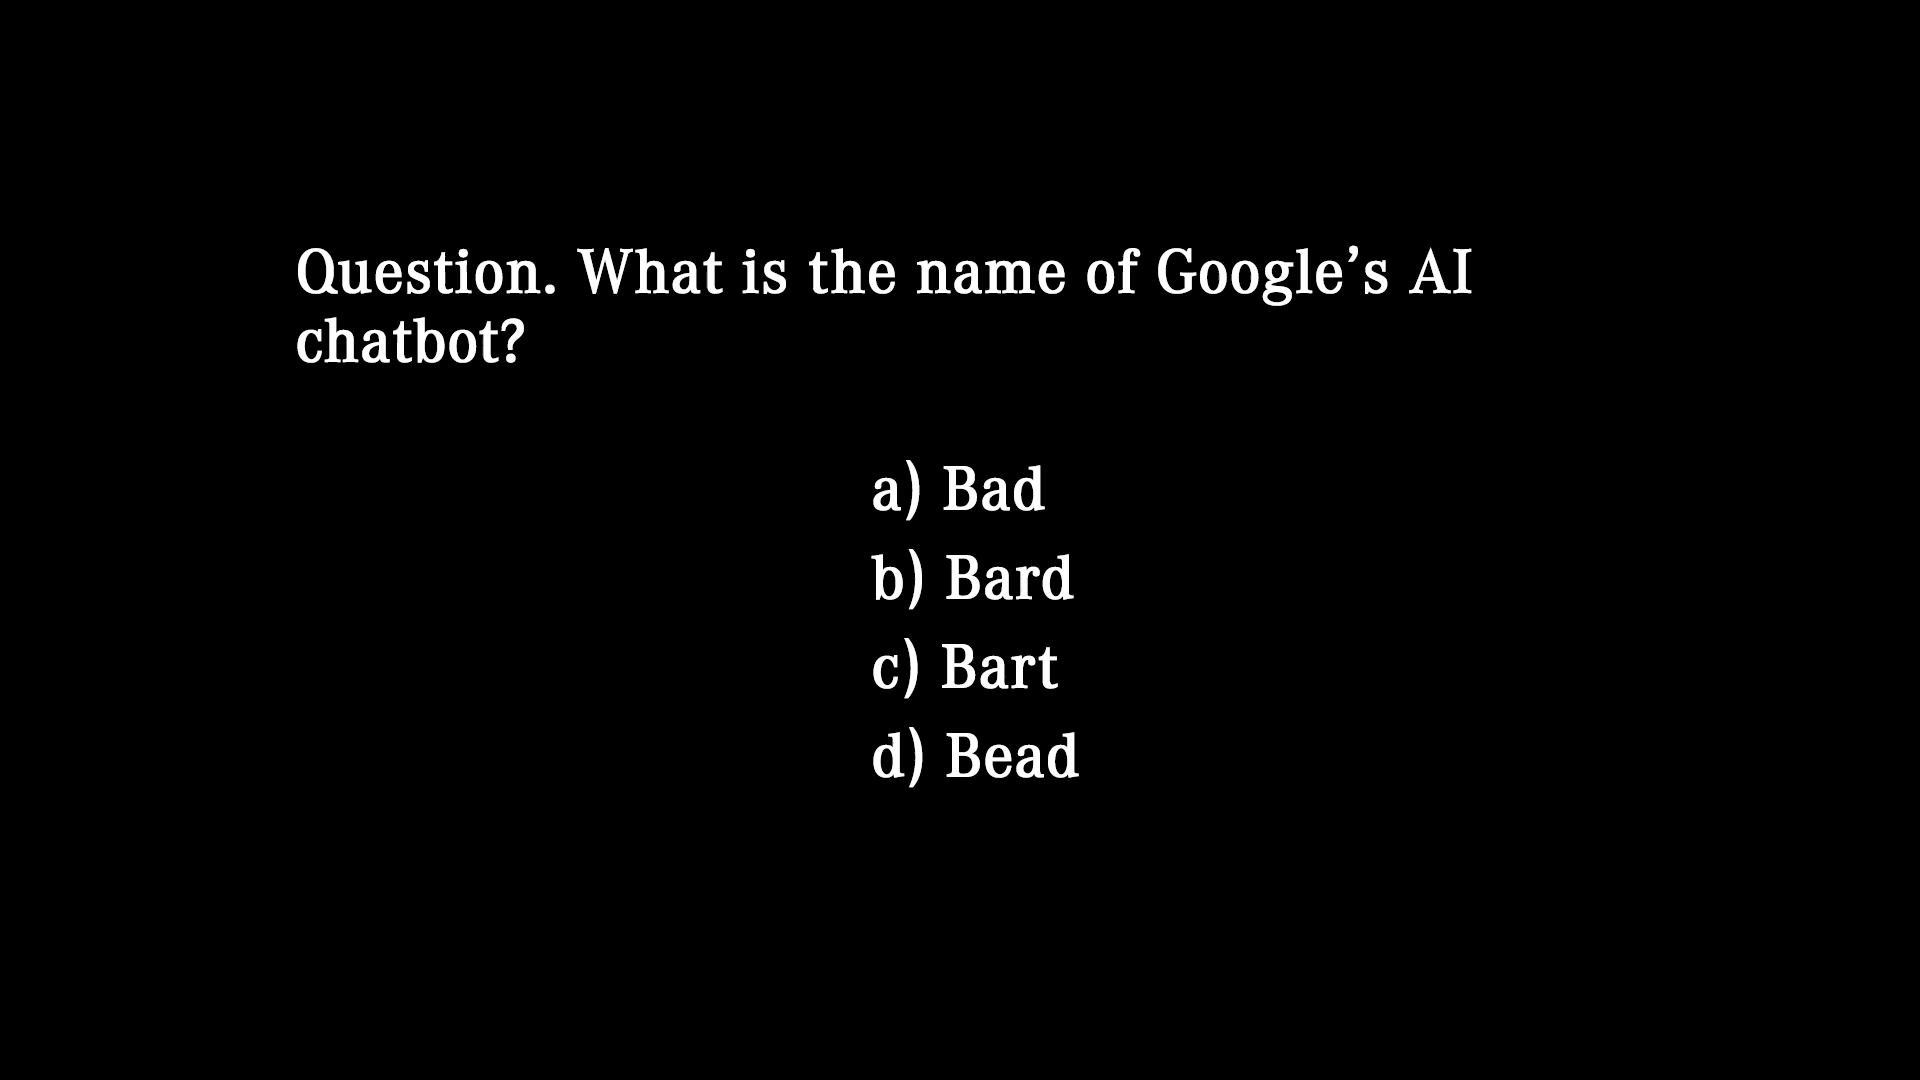 Question. What is the name of Google’s AI
chatbot?
a) Bad
b) Bard
c) Bart
d) Bead